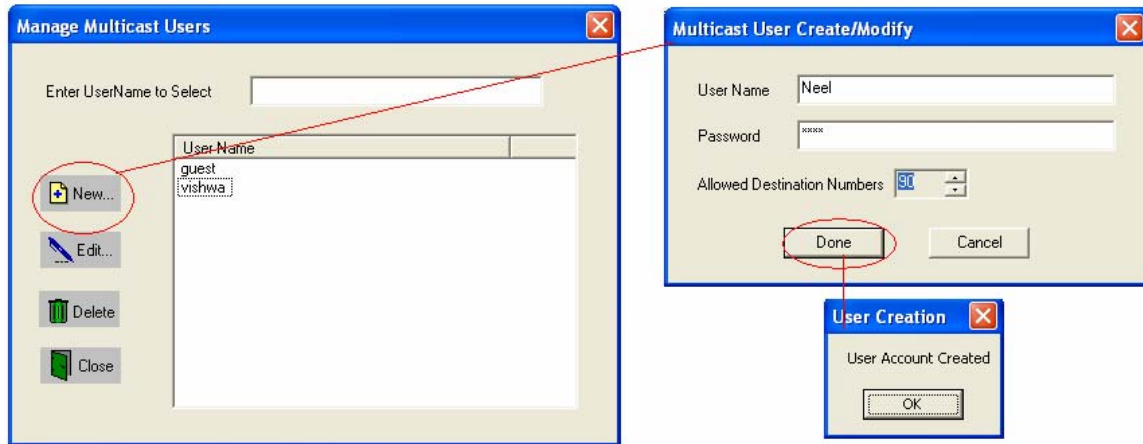 Manage Multicast Users
Enter UserName to Select
User Name
guest
vishwa
New...
Edit...
Delete
Close
Multicast User Create/Modify
User Name
Neel
Password
****
Allowed Destination Numbers
90
Done
Cancel
User Creation
User Account Created
OK